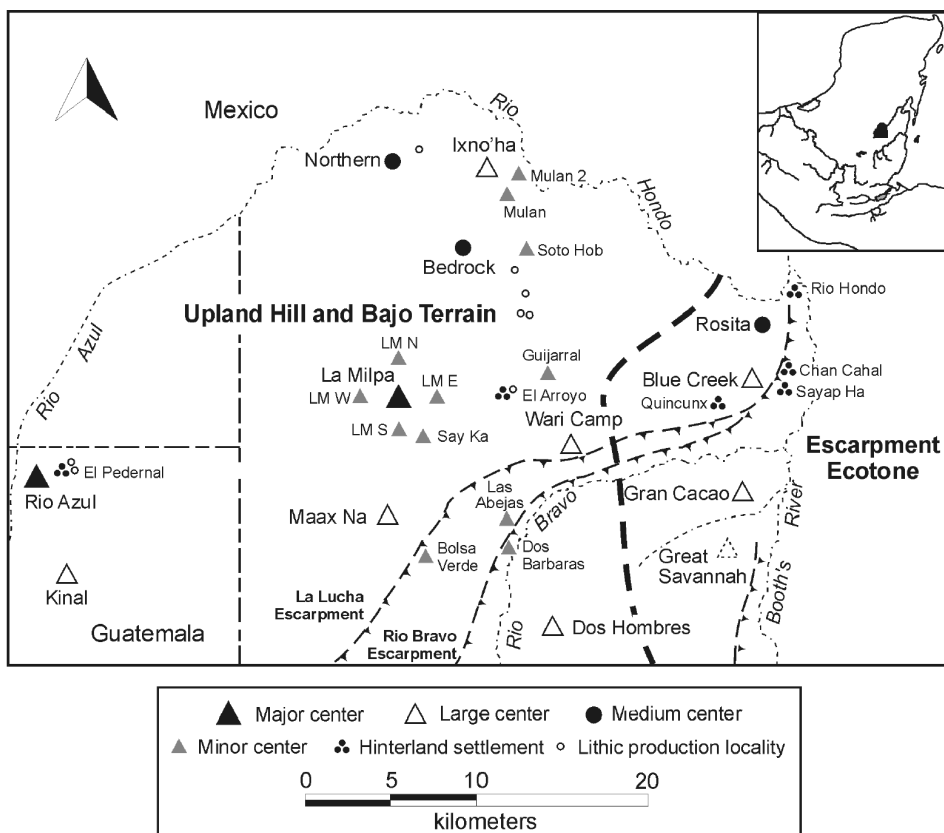 Mexico
Rio
Hondo
Ixno'ha
Northern
Mulan 2
Mulan
Soto Hob
Bedrock
Rio Hondo
Upland Hill and Bajo Terrain
Rosita
LM N
Guijarral
Chan Cahal
La Milpa
LM E
Blue Creek
LM W
El Arroyo
Quincunx
Sayap Ha
Wari Camp
LM S
Say Ka
Rio
Azul
Escarpment
Ecotone
El Pedernal
Rio Azul
Las
Abejas
Bravo
Gran Cacao
River
Maax Na
Bolsa
Verde
Dos
Barbaras
Great
Savannah
Booth's
Kinal
La Lucha
Escarpment
Rio Bravo
Escarpment
Rio
Dos Hombres
Guatemala
Major center
Large center
Medium center
Minor center
Hinterland settlement
Lithic production locality
0 5 10 20
kilometers